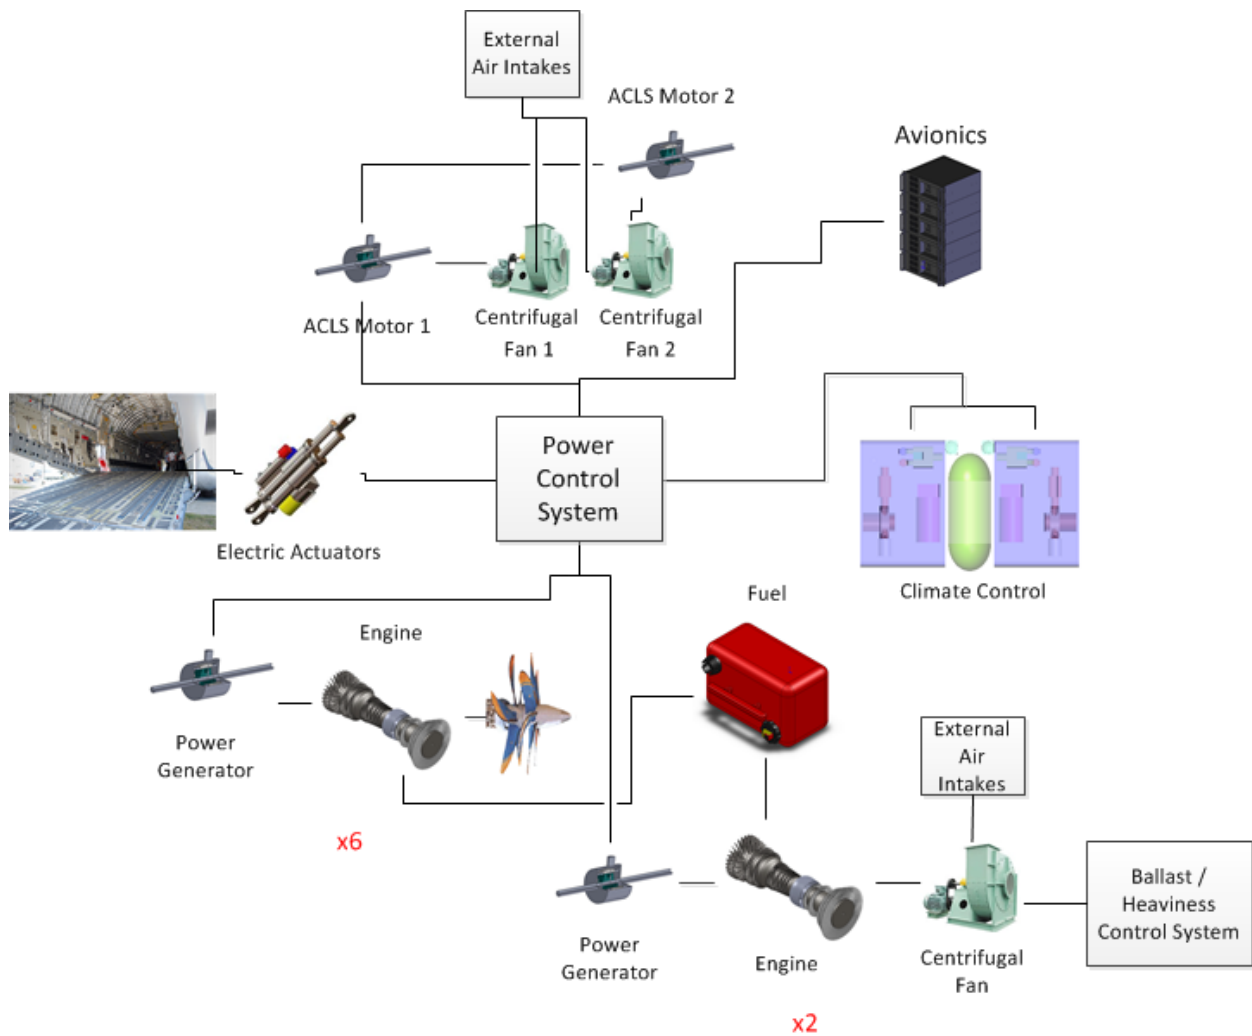 External
Air Intakes
ACLS Motor 2
Avionics
ACLS Motor 1
Centrifugal
Fan 1
Centrifugal
Fan 2
Power
Control
System
Electric Actuators
Climate Control
Engine
Fuel
Power
Generator
External
Air
Intakes
x6
Ballast /
Heaviness
Control System
Power
Generator
Engine
Centrifugal
Fan
x2